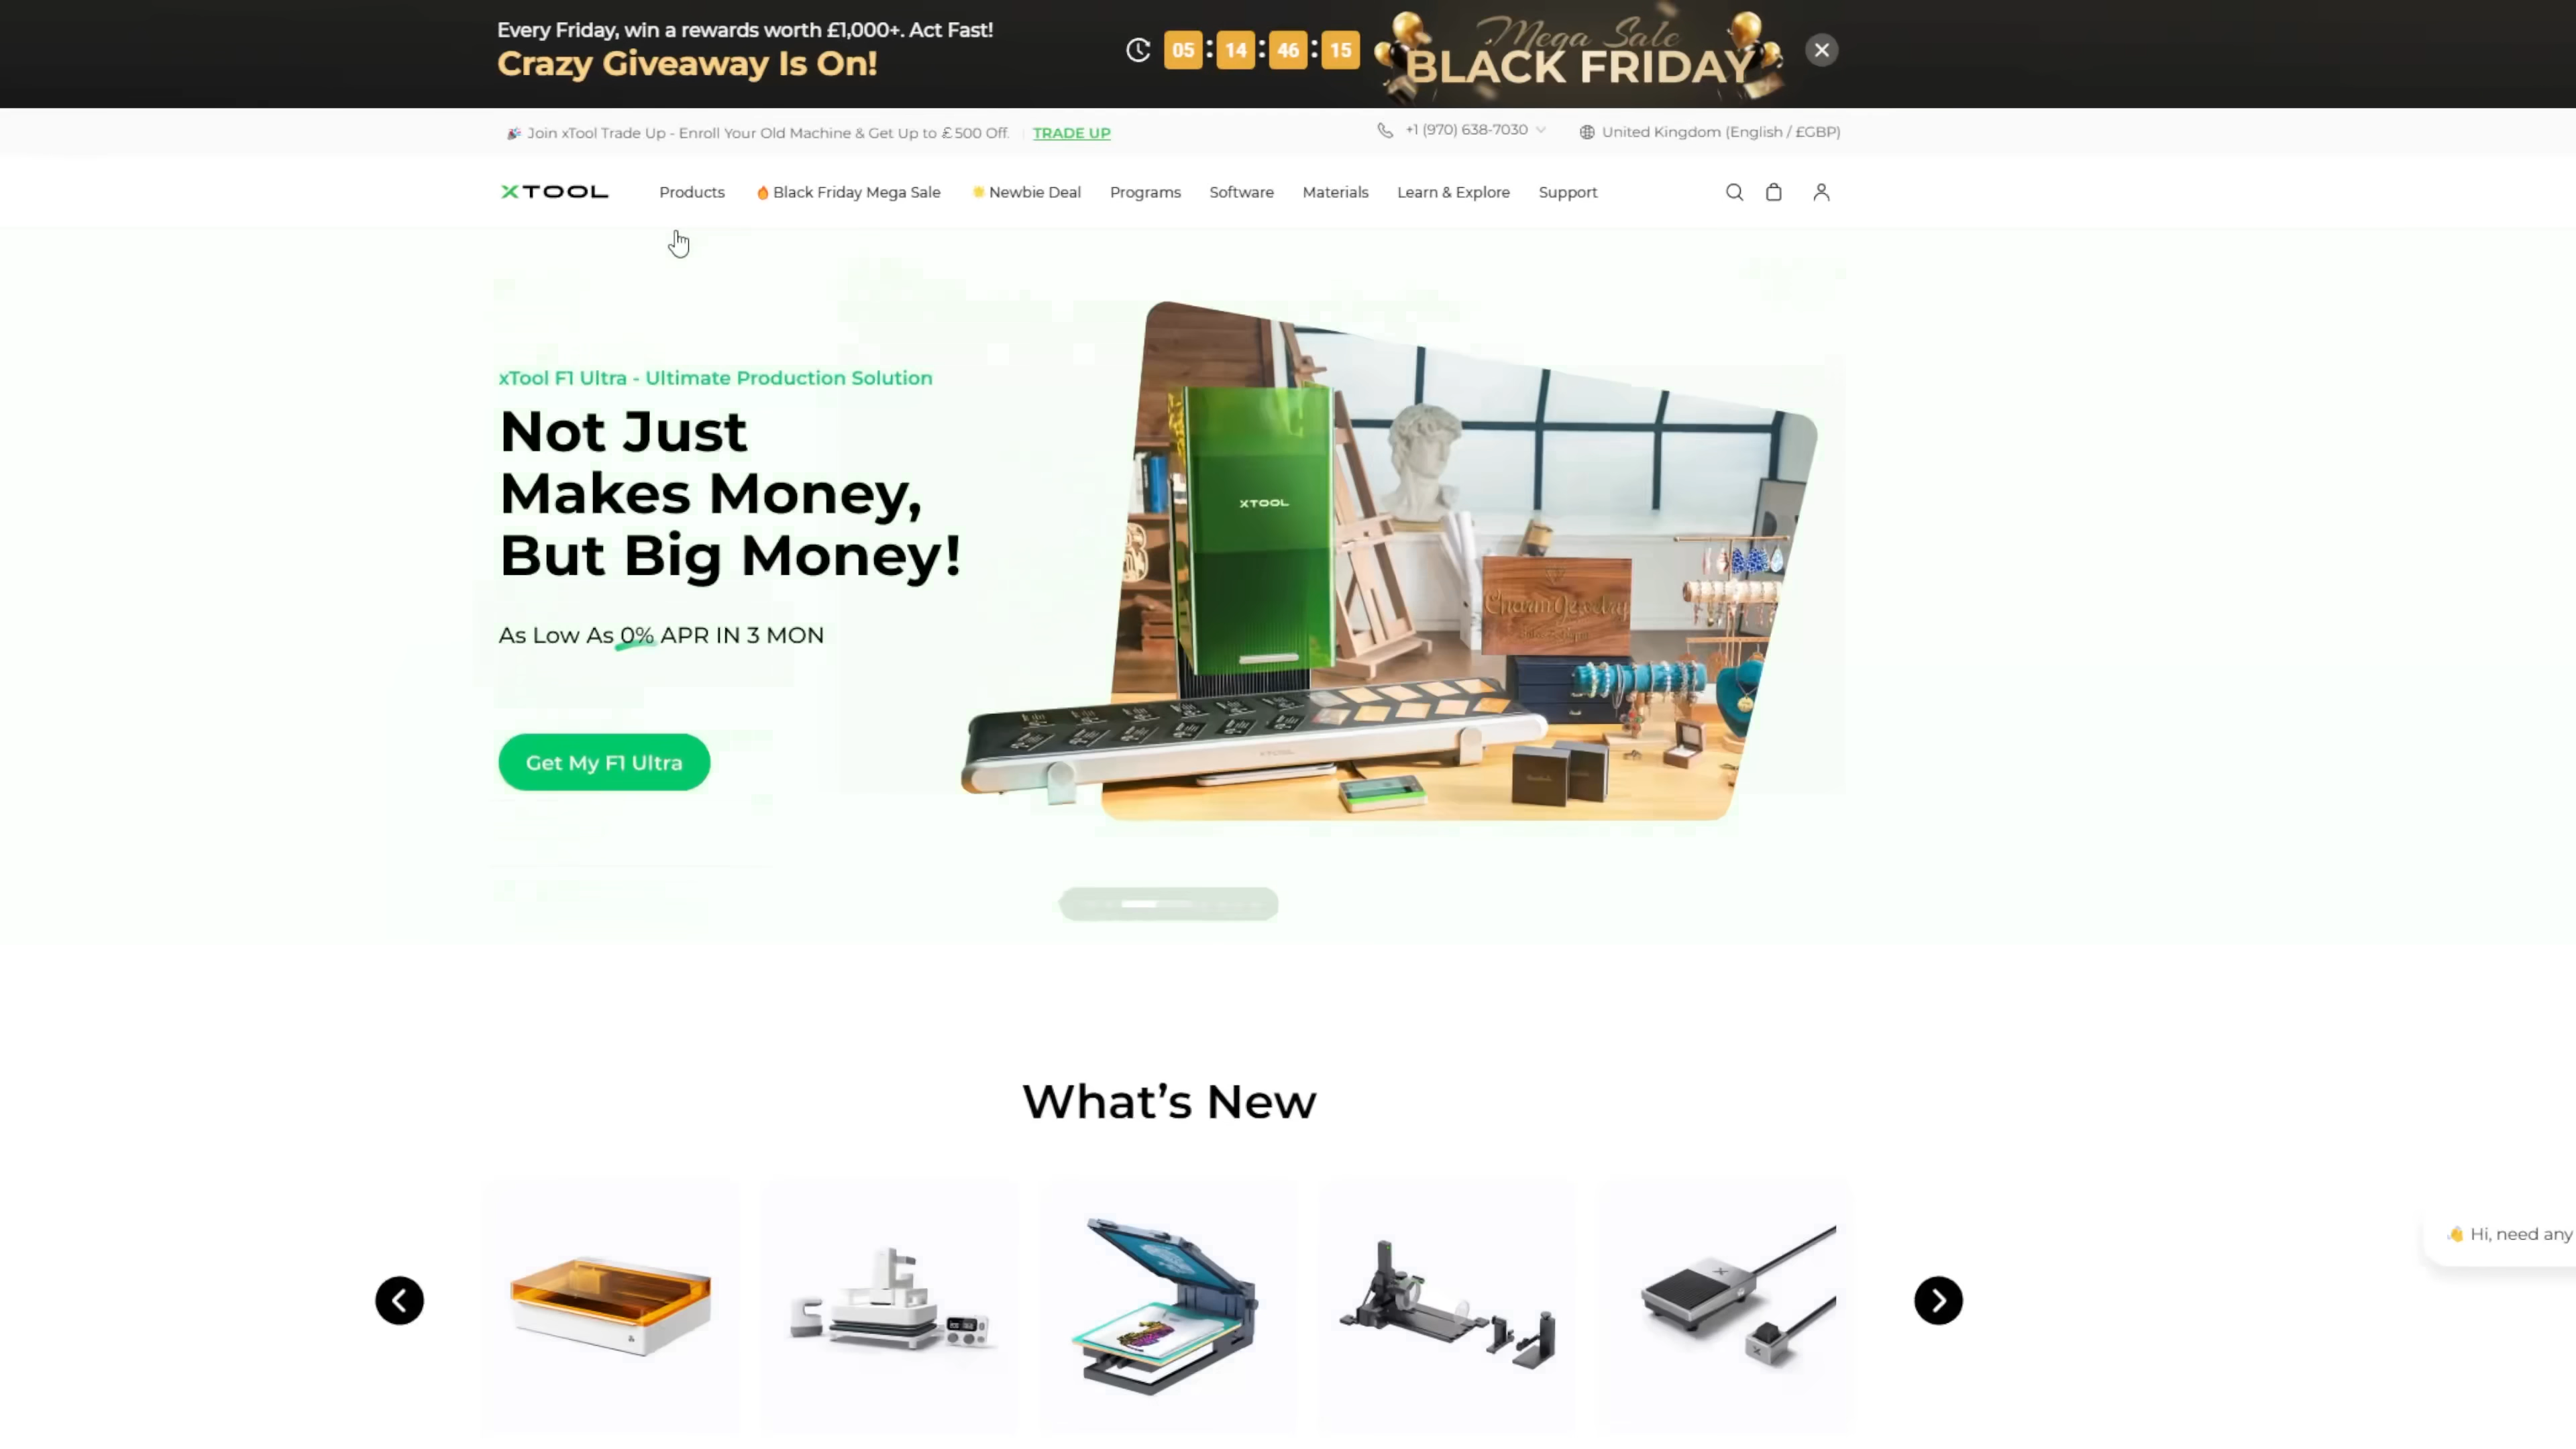 Every Friday, win a rewards worth £1,000+. Act Fast!
Crazy Giveaway Is On!
05 : 14 : 46 : 15
Mega Sale
BLACK FRIDAY
Join xTool Trade Up - Enroll Your Old Machine & Get Up to £500 Off.
TRADE UP
+1 (970) 638-7030
United Kingdom (English / £GBP)
XTOOL
Products
Black Friday Mega Sale
Newbie Deal
Programs
Software
Materials
Learn & Explore
Support
xTool F1 Ultra - Ultimate Production Solution
Not Just
Makes Money,
But Big Money!
As Low As 0% APR IN 3 MON
Get My F1 Ultra
XTOOL
Charm Jewelry
What's New
Hi, need any